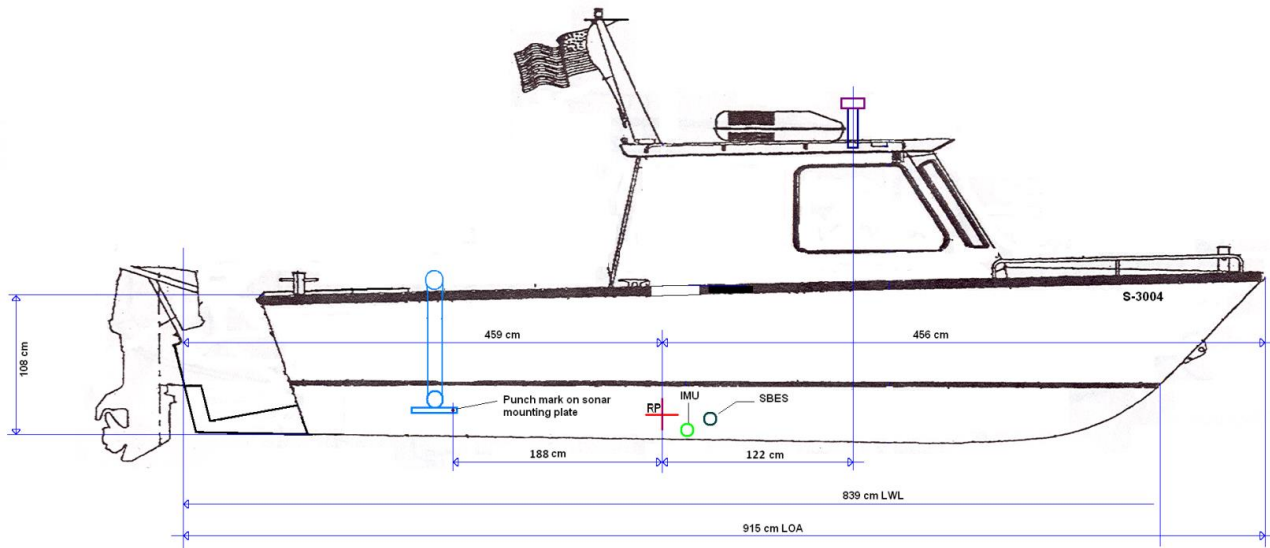 S-3004
459 cm
456 cm
108 cm
Punch mark on sonar
mounting plate
RP
IMU
SBES
188 cm
122 cm
839 cm LWL
915 cm LOA